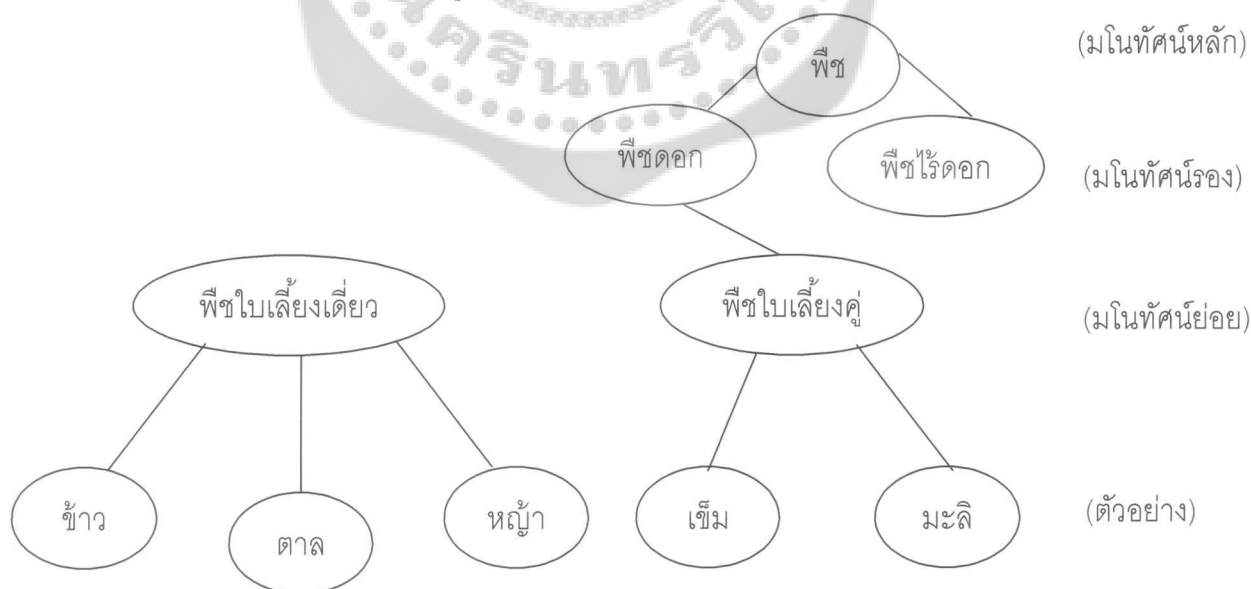 พืช (มโนทัศน์หลัก)
พืชดอก พืชไร้ดอก (มโนทัศน์รอง)
พืชใบเลี้ยงเดี่ยว พืชใบเลี้ยงคู่ (มโนทัศน์ย่อย)
ข้าว ตาล หญ้า เข็ม มะลิ (ตัวอย่าง)